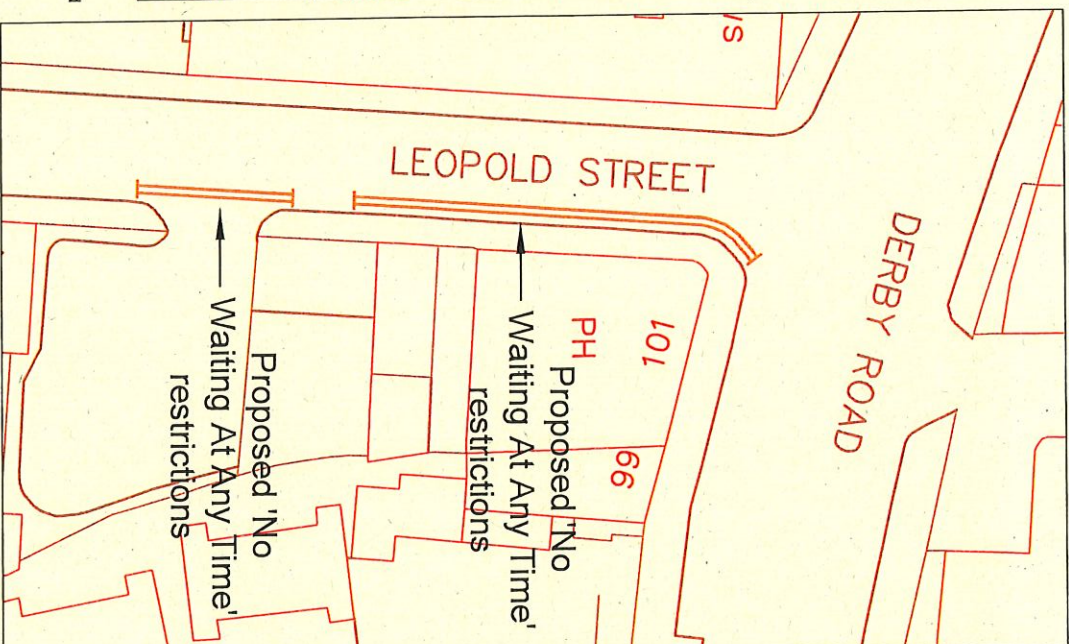 LEOPOLD STREET
DERBY ROAD
PH
101
99
Proposed 'No
Waiting At Any Time'
restrictions
Proposed 'No
Waiting At Any Time'
restrictions